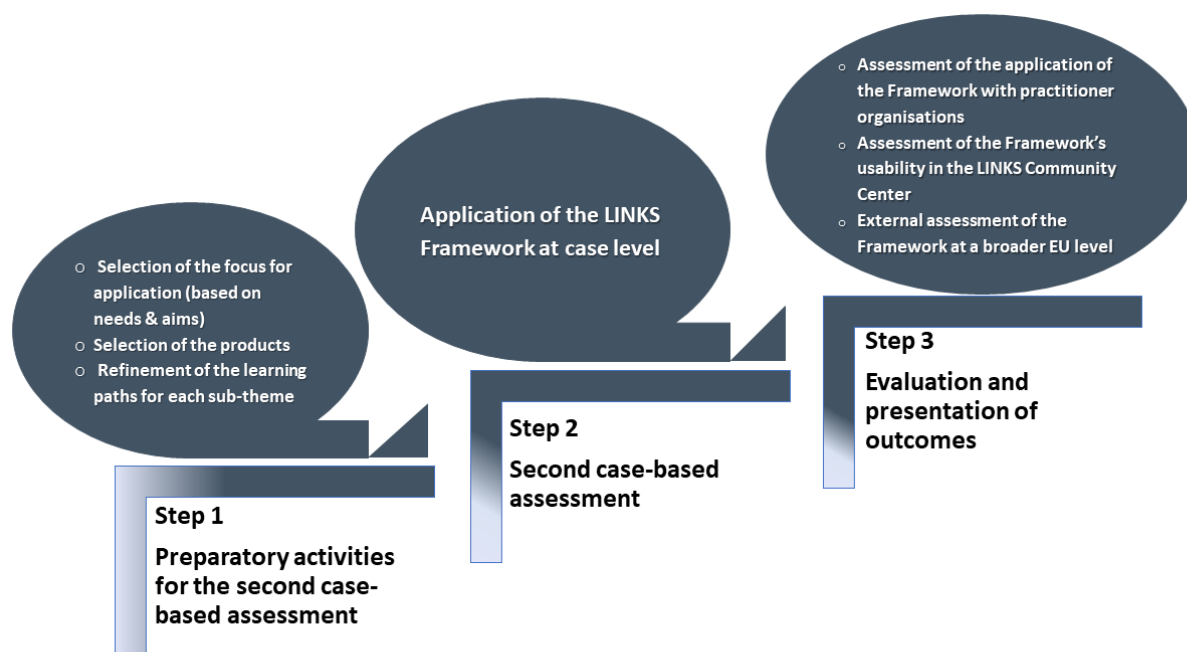 o Selection of the focus for
application (based on
needs & aims)
o Selection of the products
o Refinement of the learning
paths for each sub-theme
Step 1
Preparatory activities
for the second case-
based assessment
Application of the LINKS
Framework at case level
Step 2
Second case-based
assessment
o Assessment of the application of
the Framework with practitioner
organisations
o Assessment of the Framework’s
usability in the LINKS Community
Center
o External assessment of the
Framework at a broader EU level
Step 3
Evaluation and
presentation of
outcomes